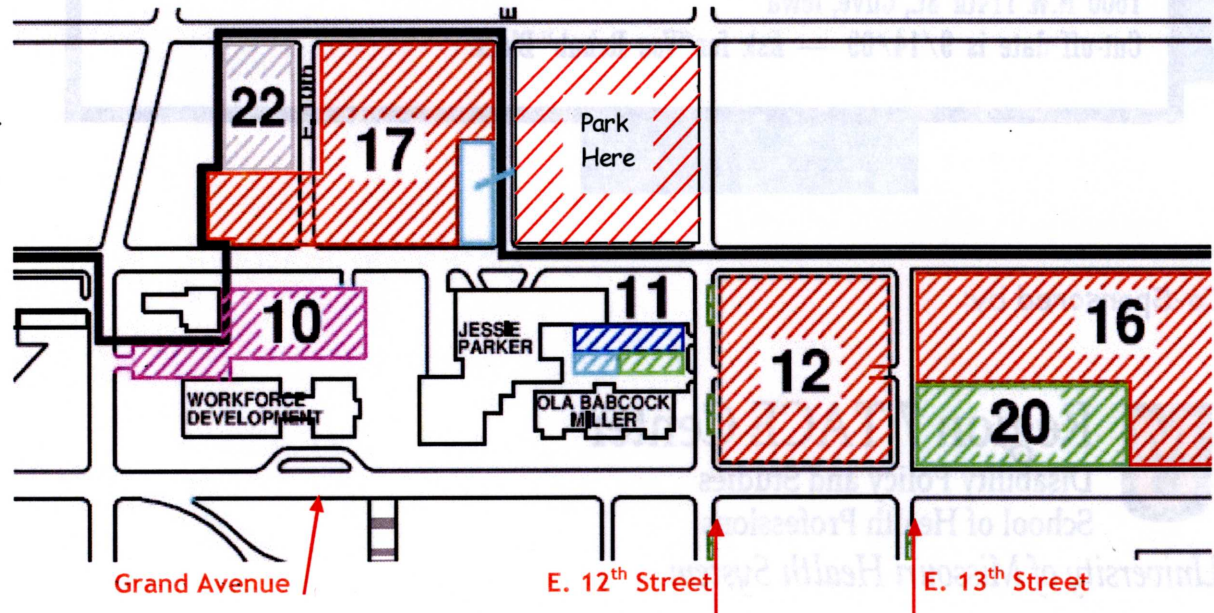 E
22
E. 10th
17
Park
Here
10
11
JESSIE
PARKER
12
16
20
WORKFORCE
DEVELOPMENT
OLA BABCOCK
MILLER
Grand Avenue
E. 12th Street
E. 13th Street
Disability Policy and Studies
School of Health Professions